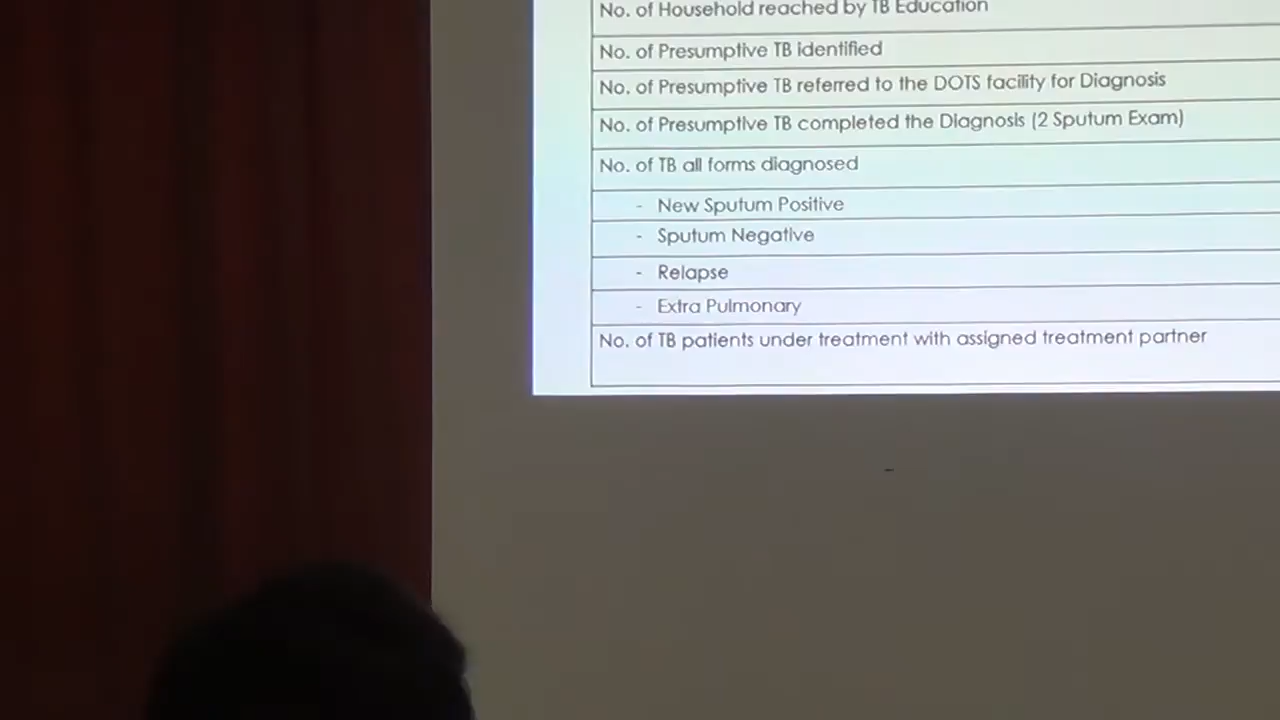 No. of Household reached by TB Education
No. of Presumptive TB identified
No. of Presumptive TB referred to the DOTS facility for Diagnosis
No. of Presumptive TB completed the Diagnosis (2 Sputum Exam)
No. of TB all forms diagnosed
- New Sputum Positive
- Sputum Negative
- Relapse
- Extra Pulmonary
No. of TB patients under treatment with assigned treatment partner